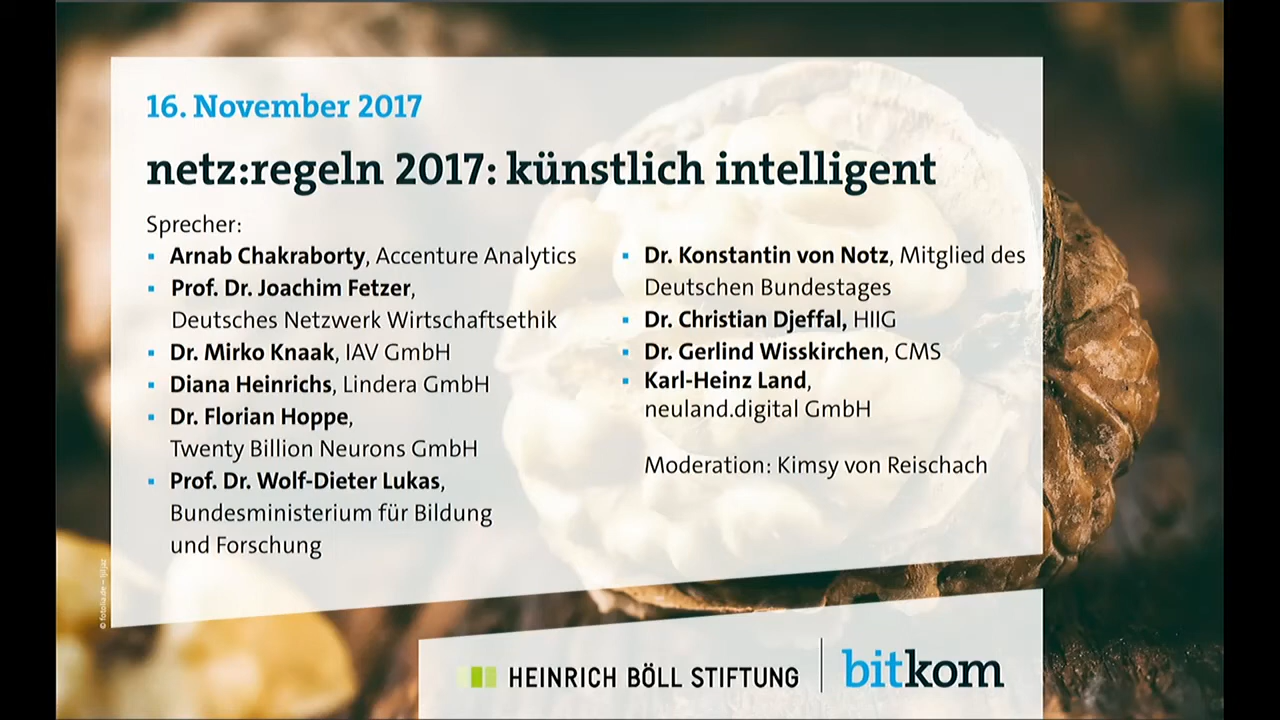 16. November 2017
netz:regeln 2017: künstlich intelligent
Sprecher:
▪ Arnab Chakraborty, Accenture Analytics
▪ Prof. Dr. Joachim Fetzer,
Deutsches Netzwerk Wirtschaftsethik
▪ Dr. Mirko Knaak, IAV GmbH
▪ Diana Heinrichs, Lindera GmbH
▪ Dr. Florian Hoppe,
Twenty Billion Neurons GmbH
▪ Prof. Dr. Wolf-Dieter Lukas,
Bundesministerium für Bildung
und Forschung
▪ Dr. Konstantin von Notz, Mitglied des
Deutschen Bundestages
▪ Dr. Christian Djeffal, HIIG
▪ Dr. Gerlind Wisskirchen, CMS
▪ Karl-Heinz Land,
neuland.digital GmbH
Moderation: Kimsy von Reischach
© fotolia.de –
HEINRICH BÖLL STIFTUNG
bitkom